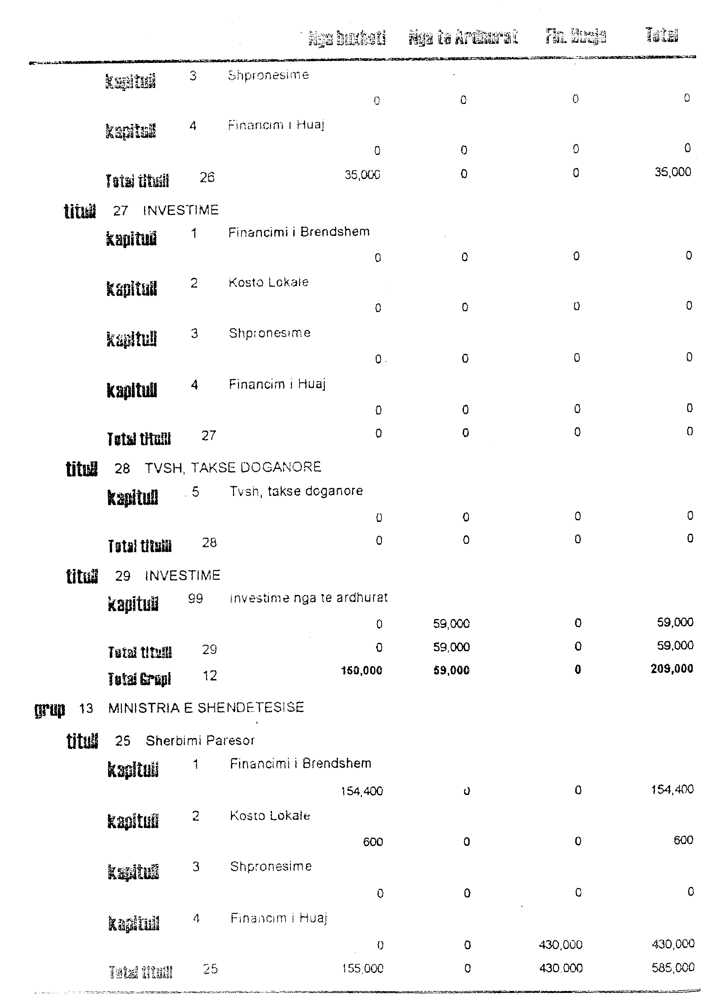 Nga buxheti Nga te Ardhurat Fin. Huaja Total
kapitull 3 Shpronesime
0 0 0 0
kapitull 4 Financim i Huaj
0 0 0 0
Total titulli 26 35,000 0 0 35,000
titull 27 INVESTIME
kapitull 1 Financimi i Brendshem
0 0 0 0
kapitull 2 Kosto Lokale
0 0 0 0
kapitull 3 Shpronesime
0 0 0 0
kapitull 4 Financim i Huaj
0 0 0 0
Total titulli 27 0 0 0 0
titull 28 TVSH, TAKSE DOGANORE
kapitull 5 Tvsh, takse doganore
0 0 0 0
Total titulli 28 0 0 0 0
titull 29 INVESTIME
kapitull 99 Investime nga te ardhurat
0 59,000 0 59,000
Total titulli 29 0 59,000 0 59,000
Total Grupi 12 150,000 59,000 0 209,000
grup 13 MINISTRIA E SHENDETESISE
titull 25 Sherbimi Paresor
kapitull 1 Financimi i Brendshem
154,400 0 0 154,400
kapitull 2 Kosto Lokale
600 0 0 600
kapitull 3 Shpronesime
0 0 0 0
kapitull 4 Financim i Huaj
0 0 430,000 430,000
Total titulli 25 155,000 0 430,000 585,000